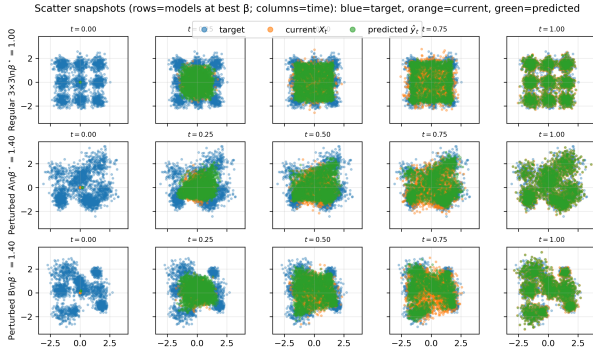 Scatter snapshots (rows=models at best β; columns=time): blue=target, orange=current, green=predicted
target current Xₜ predicted ŷₜ
t = 0.00 t = 0.75 t = 1.00
Regular 3×3\nβ* = 1.00
2
0
−2
t = 0.00 t = 0.25 t = 0.50 t = 0.75 t = 1.00
Perturbed A\nβ* = 1.40
2
0
−2
t = 0.00 t = 0.25 t = 0.50 t = 0.75 t = 1.00
Perturbed B\nβ* = 1.40
2
0
−2
−2.5 0.0 2.5 −2.5 0.0 2.5 −2.5 0.0 2.5 −2.5 0.0 2.5 −2.5 0.0 2.5